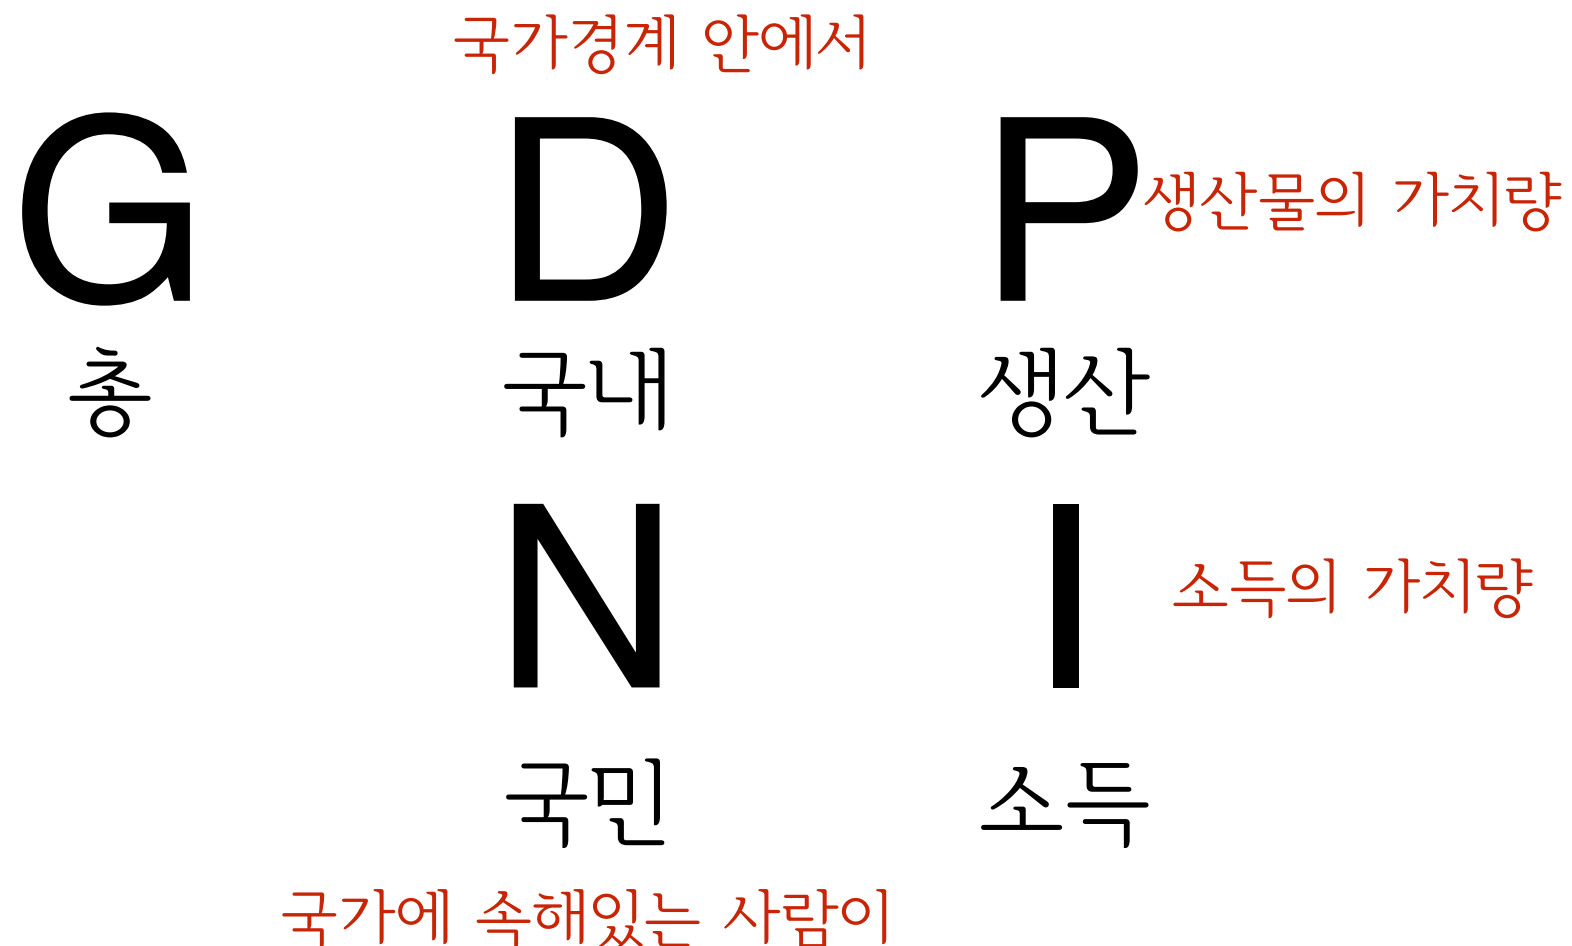 국가경계 안에서
G D P
생산물의 가치량
총 국내 생산
N I
소득의 가치량
국민 소득
국가에 속해있는 사람이